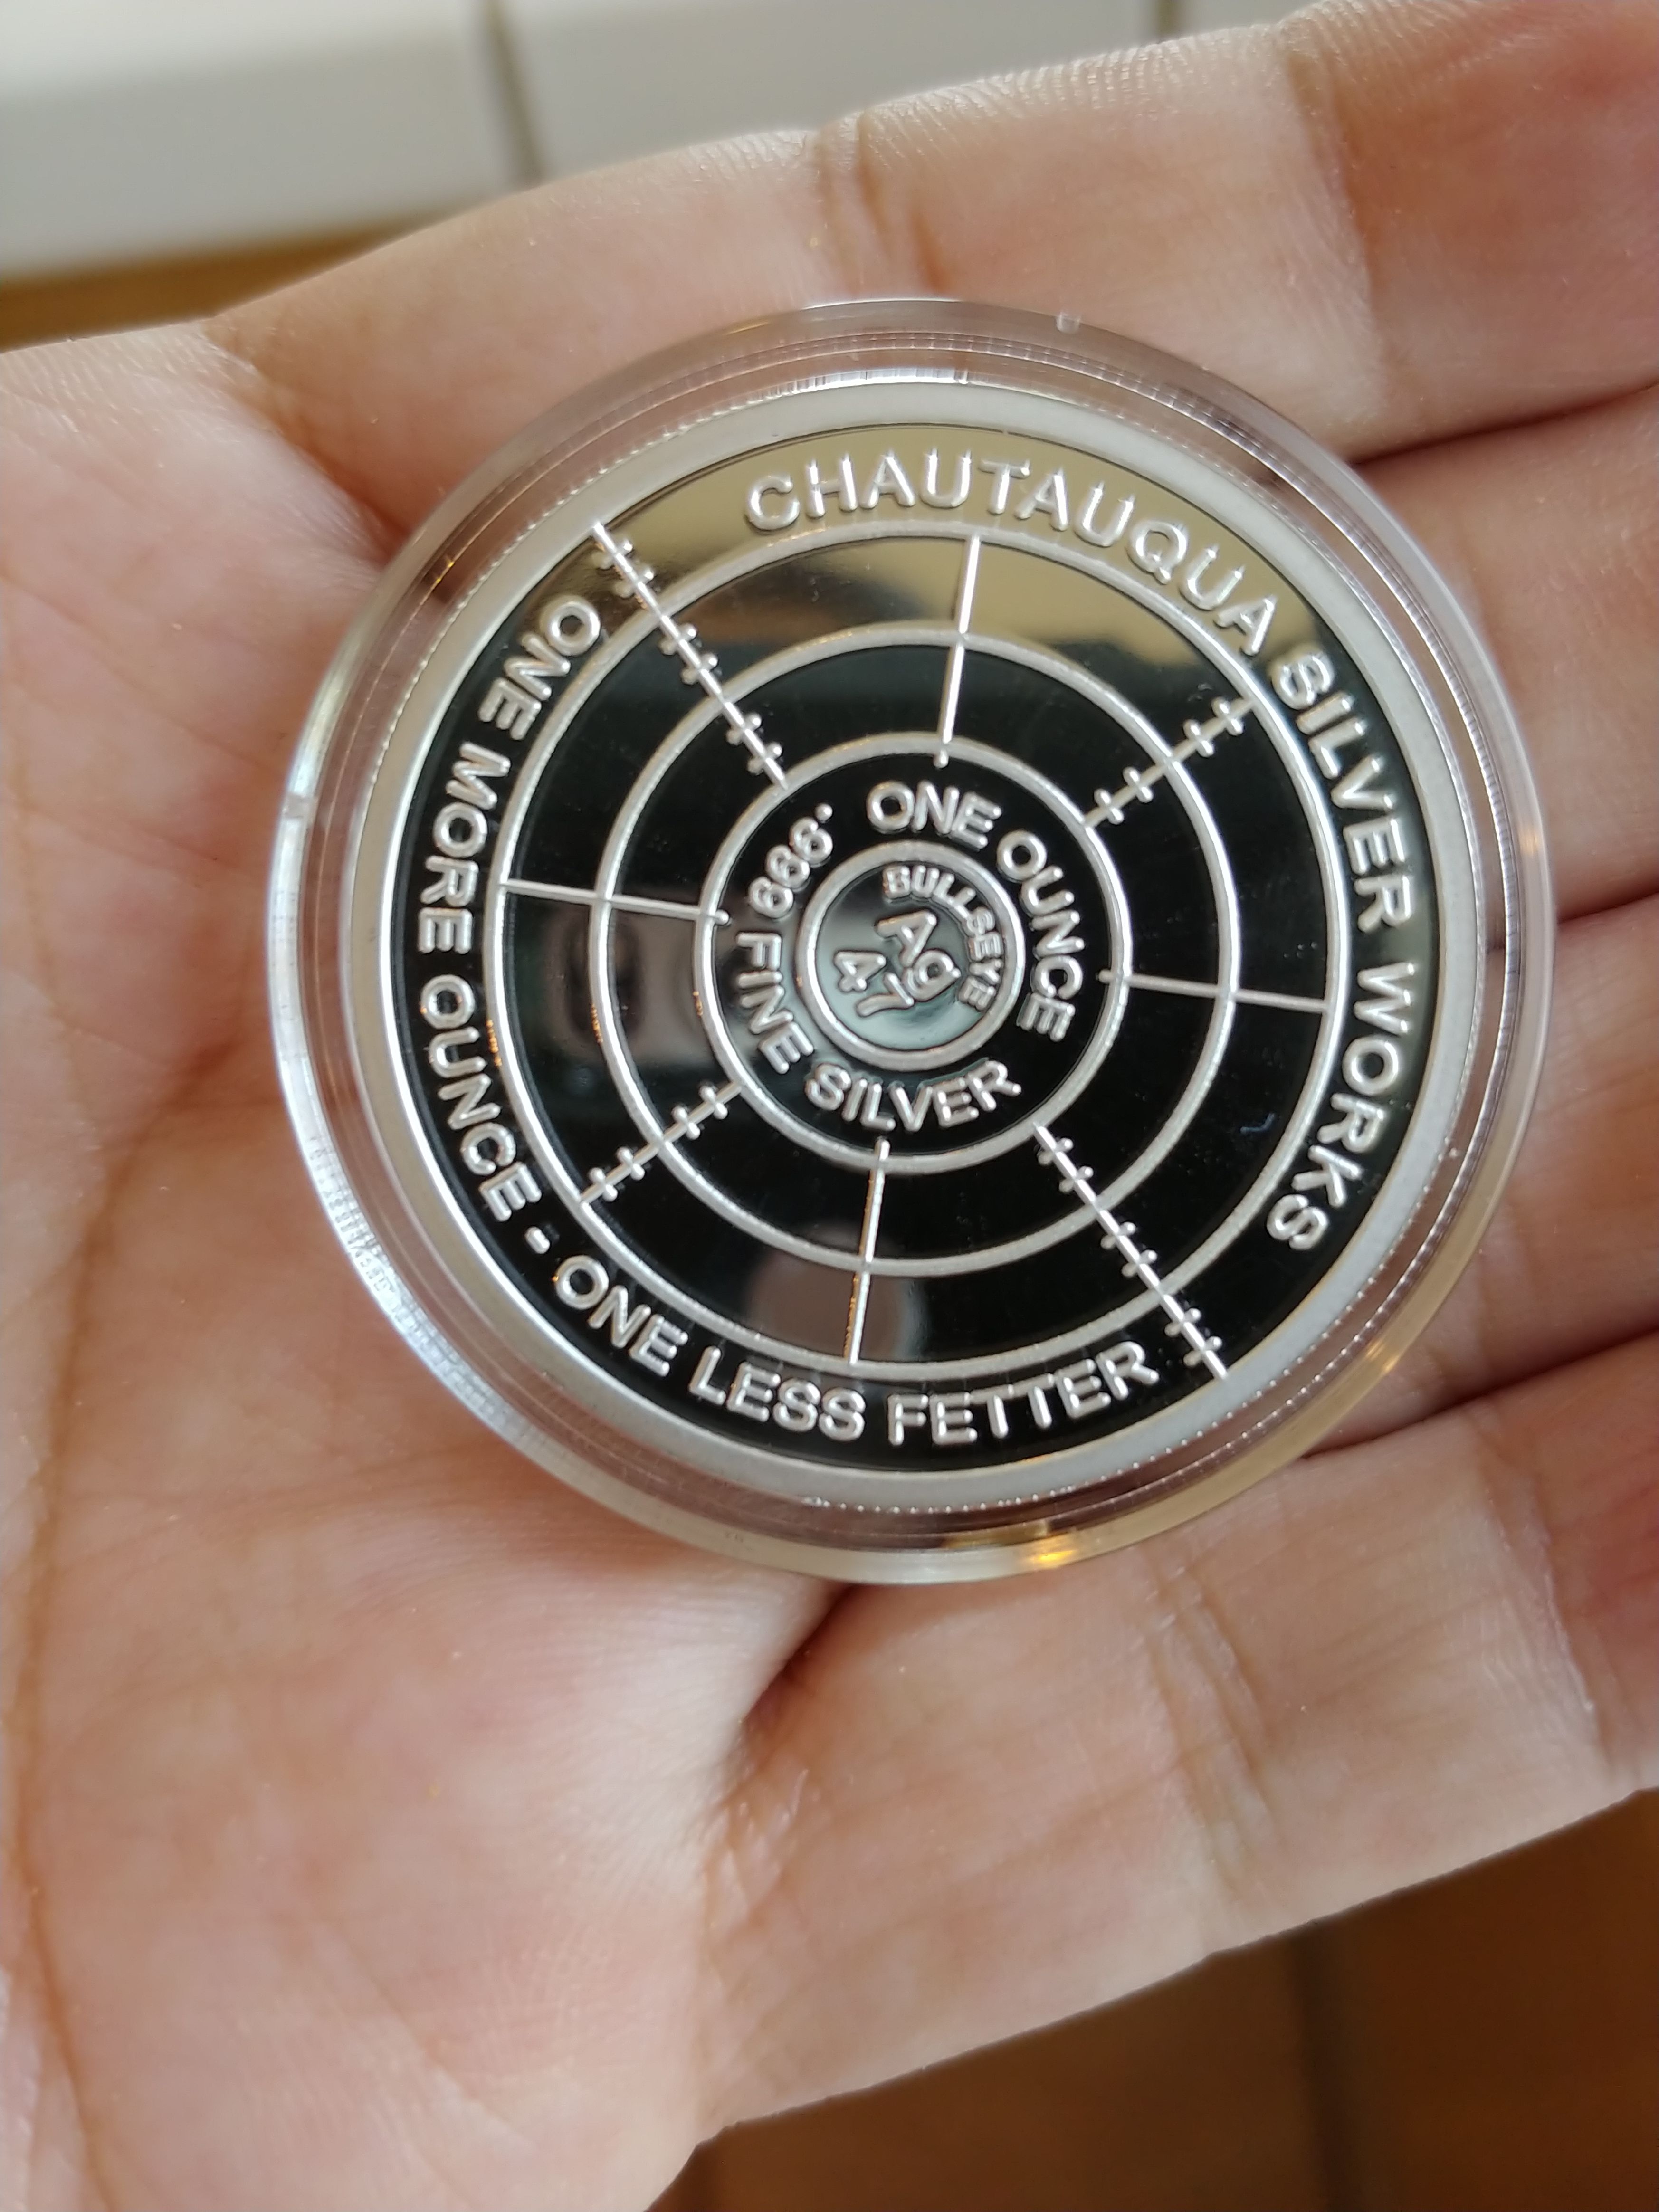 CHAUTAUQUA SILVER WORKS
ONE MORE OUNCE - ONE LESS FETTER
ONE OUNCE
.999 FINE SILVER
BULLSEYE
Ag
47